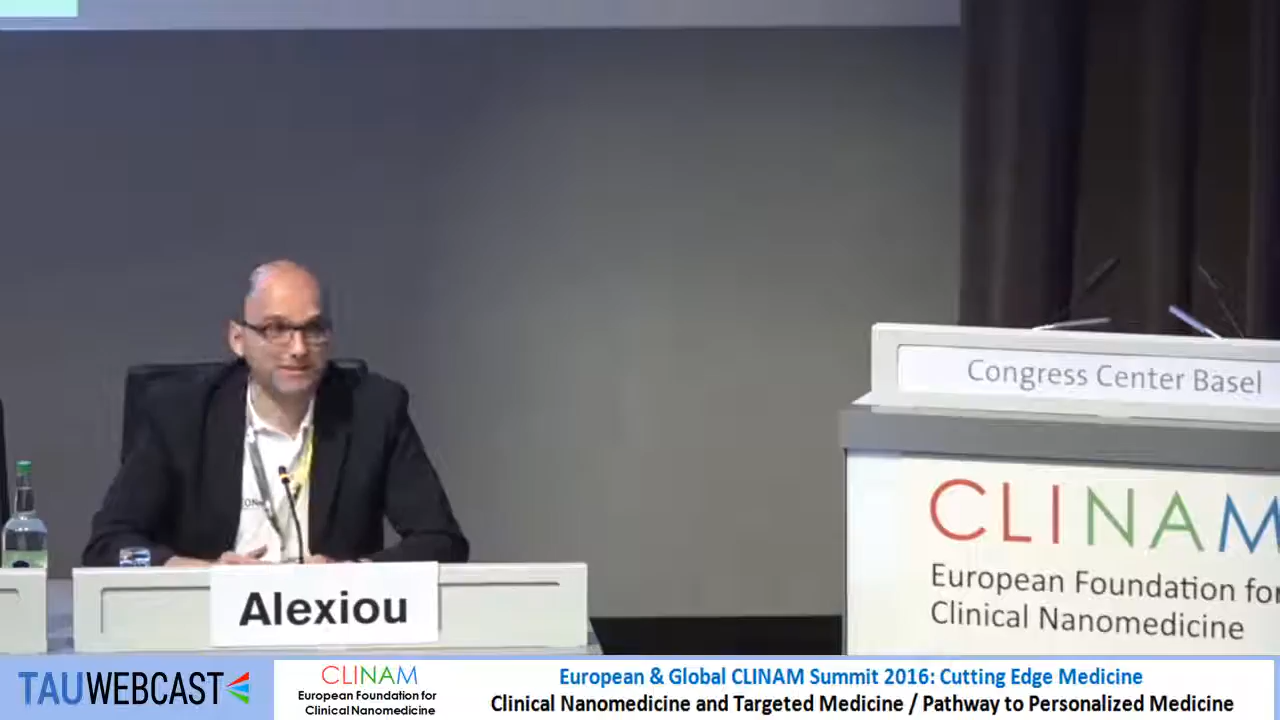 Congress Center Basel
CLINAM
European Foundation for
Clinical Nanomedicine
Alexiou
TAUWEBCAST
CLINAM
European Foundation for
Clinical Nanomedicine
European & Global CLINAM Summit 2016: Cutting Edge Medicine
Clinical Nanomedicine and Targeted Medicine / Pathway to Personalized Medicine